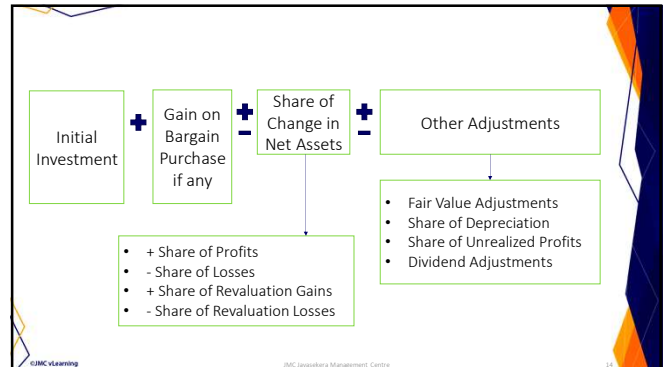 Initial
Investment
+
Gain on
Bargain
Purchase
if any
+
–
Share of
Change in
Net Assets
+
–
Other Adjustments
• + Share of Profits
• - Share of Losses
• + Share of Revaluation Gains
• - Share of Revaluation Losses
• Fair Value Adjustments
• Share of Depreciation
• Share of Unrealized Profits
• Dividend Adjustments
©JMC vLearning
JMC Jayasekera Management Centre
14